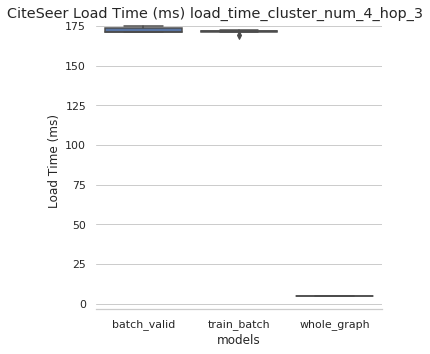 CiteSeer Load Time (ms) load_time_cluster_num_4_hop_3
175
150
125
100
75
50
25
0
Load Time (ms)
batch_valid train_batch whole_graph
models